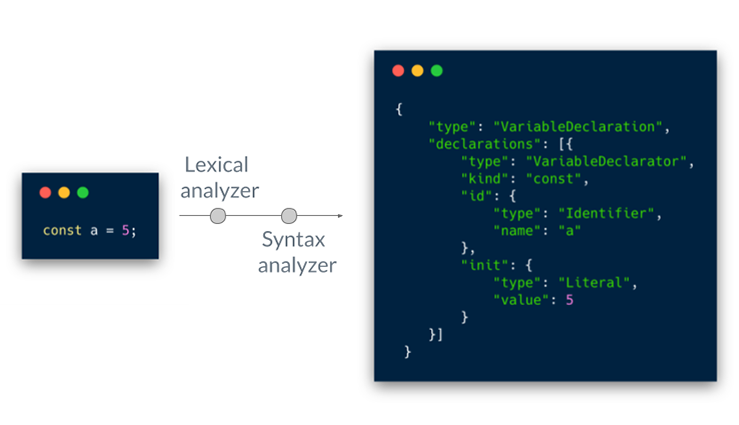 const a = 5;
Lexical
analyzer
Syntax
analyzer
{
"type": "VariableDeclaration",
"declarations": [{
"type": "VariableDeclarator",
"kind": "const",
"id": {
"type": "Identifier",
"name": "a"
},
"init": {
"type": "Literal",
"value": 5
}
}]
}